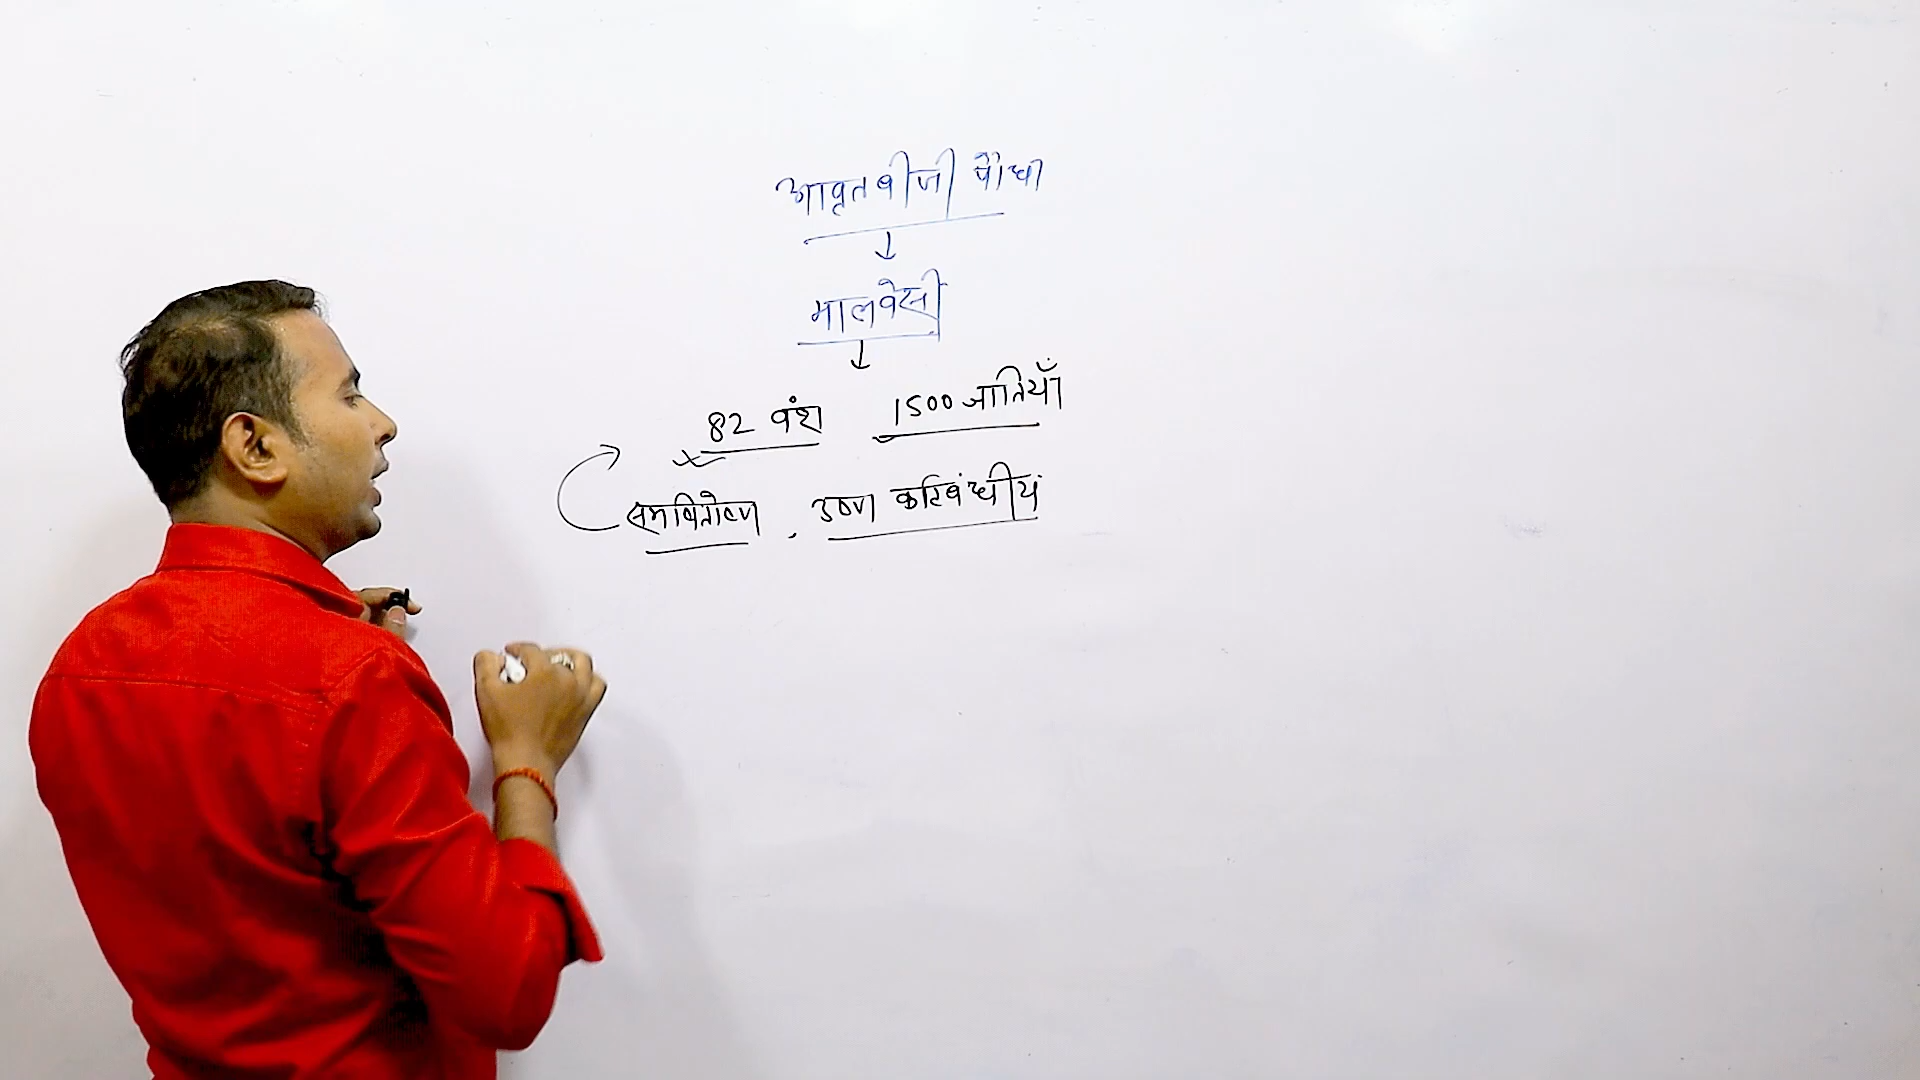 आवृतबीजी पौधा
मालवेसी
82 वंश 1500 जातियाँ
समशितोष्ण , उष्ण कटिबंधीय